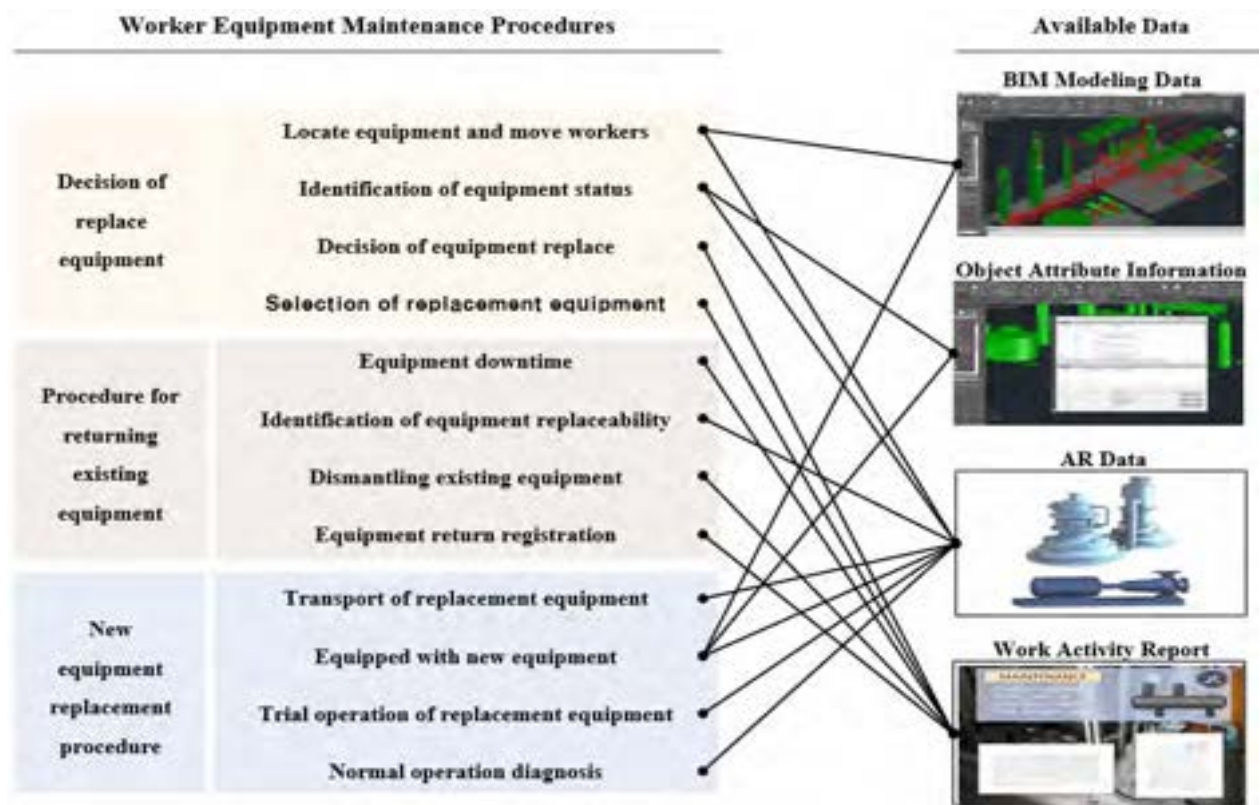 Worker Equipment Maintenance Procedures
Available Data
Decision of
replace
equipment
Locate equipment and move workers
Identification of equipment status
Decision of equipment replace
Selection of replacement equipment
Procedure for
returning
existing
equipment
Equipment downtime
Identification of equipment replaceability
Dismantling existing equipment
Equipment return registration
New
equipment
replacement
procedure
Transport of replacement equipment
Equipped with new equipment
Trial operation of replacement equipment
Normal operation diagnosis
BIM Modeling Data
Object Attribute Information
AR Data
Work Activity Report